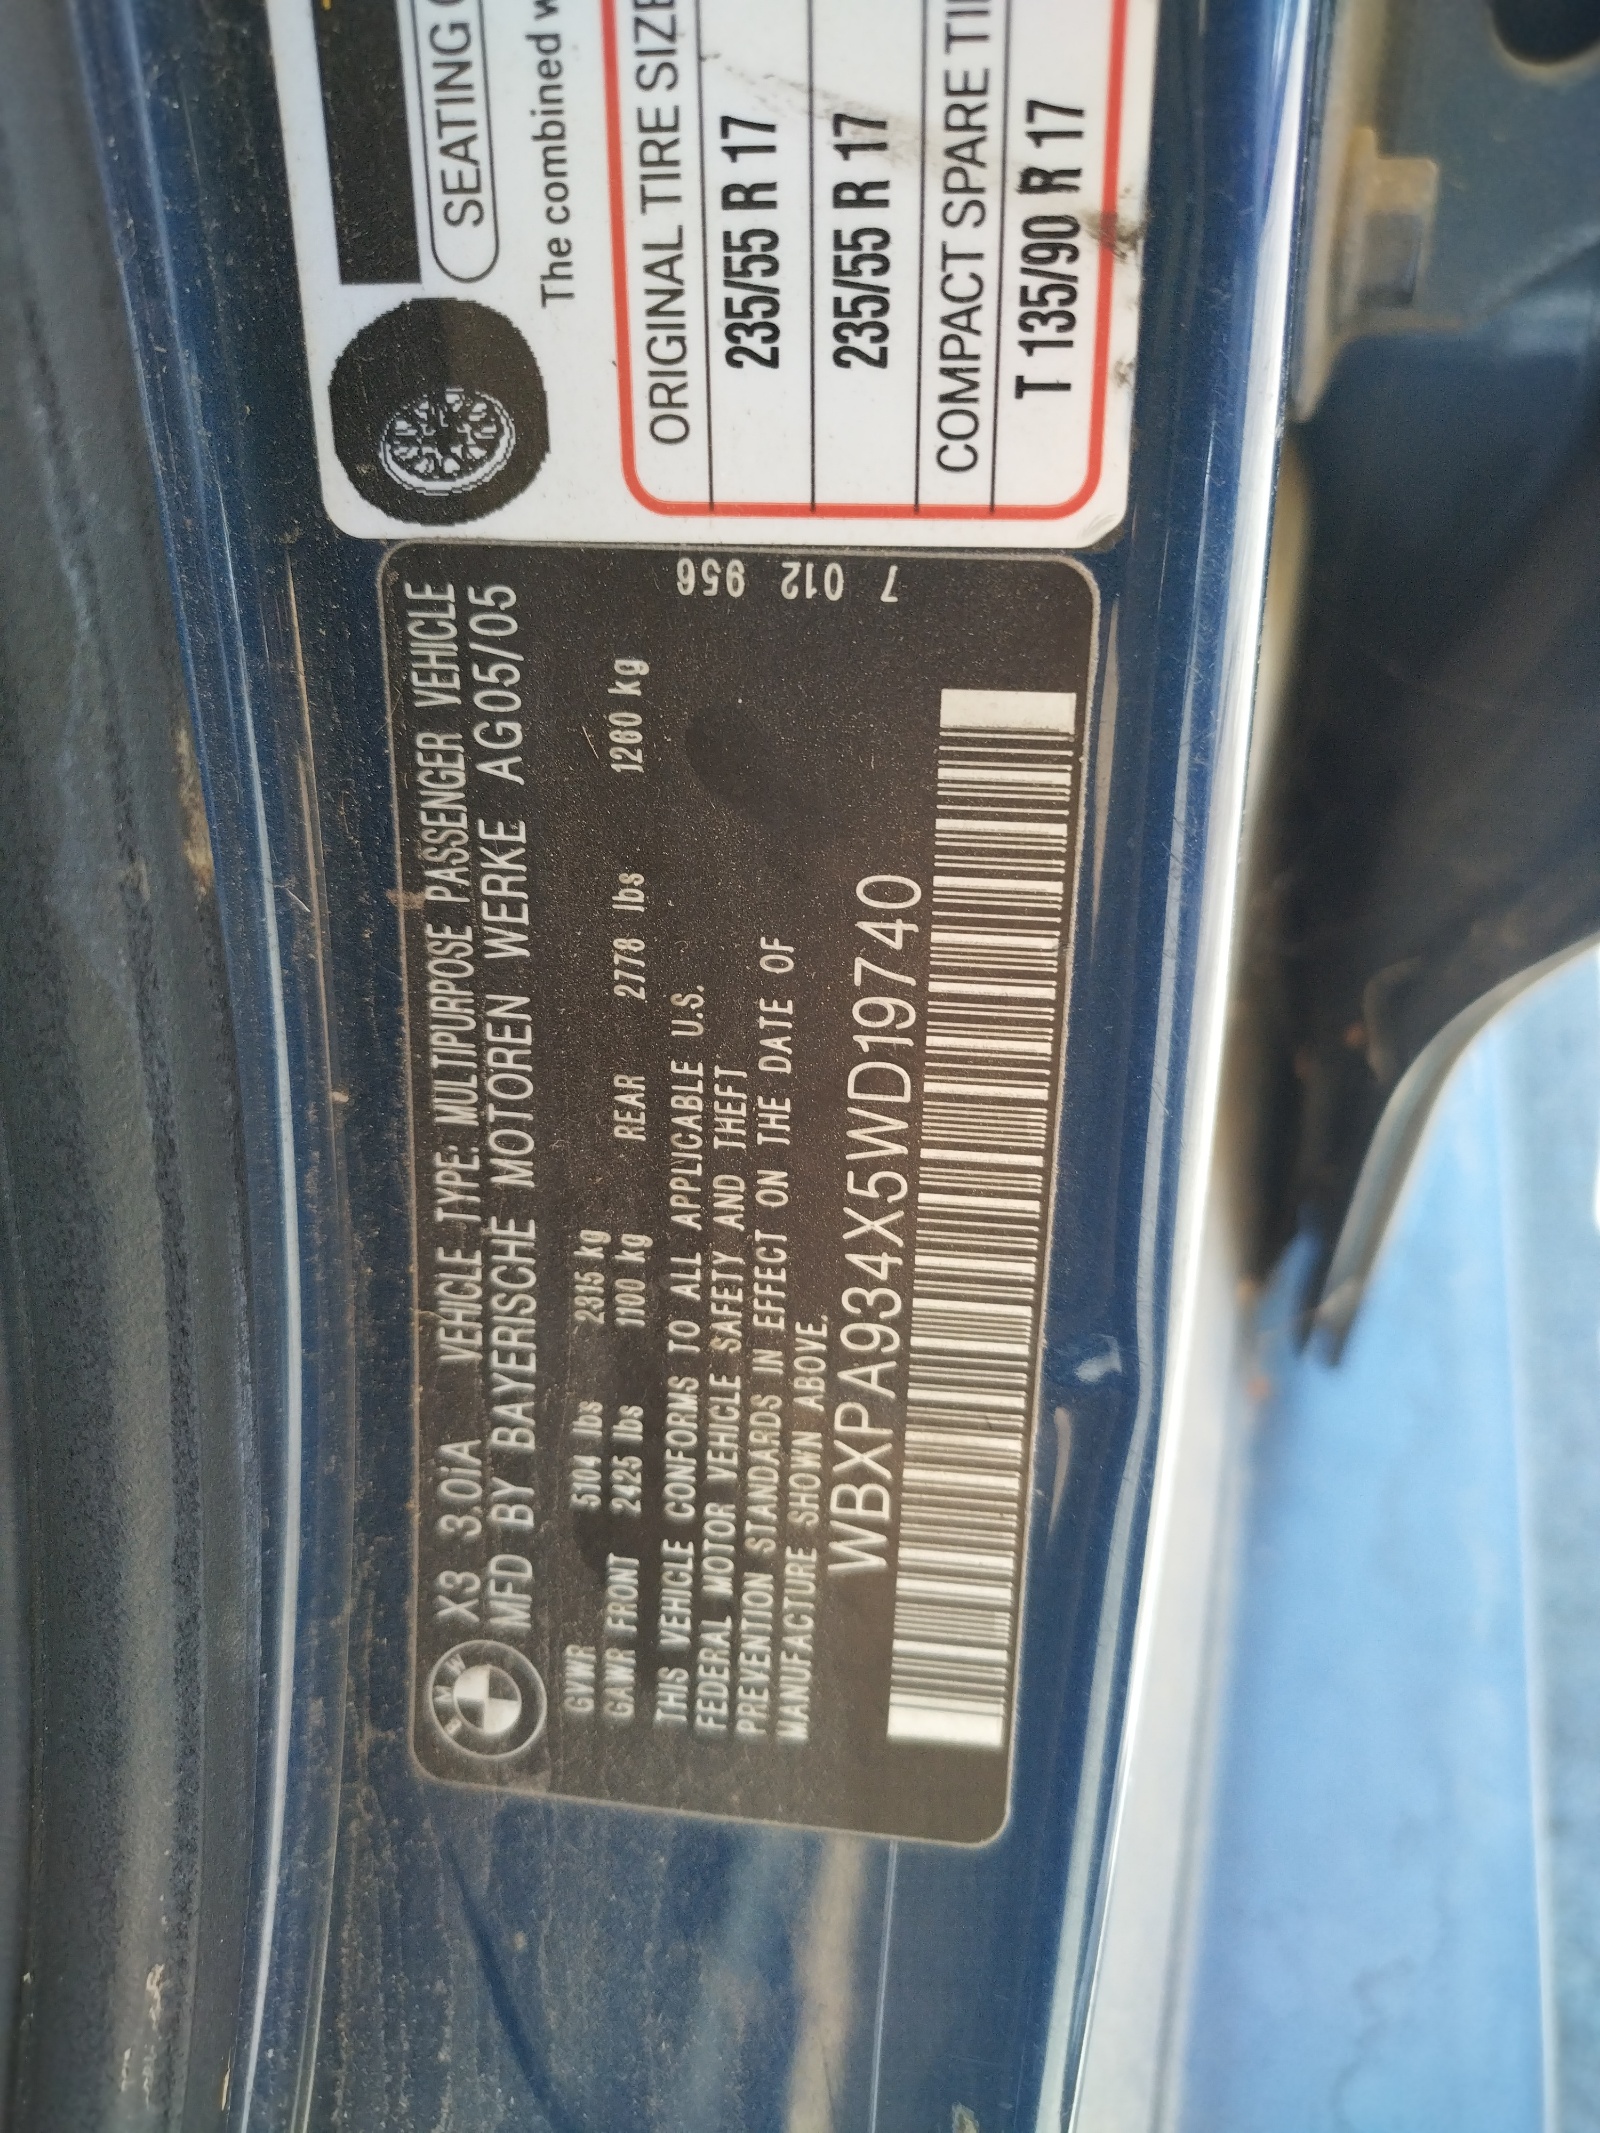 X3 3.0IA VEHICLE TYPE: MULTIPURPOSE PASSENGER VEHICLE
MFD BY BAYERISCHE MOTOREN WERKE AG05/05
GVWR 5104 lbs 2315 kg
GAWR FRONT 2425 lbs 1100 kg REAR 2778 lbs 1260 kg
THIS VEHICLE CONFORMS TO ALL APPLICABLE U.S.
FEDERAL MOTOR VEHICLE SAFETY AND THEFT
PREVENTION STANDARDS IN EFFECT ON THE DATE OF
MANUFACTURE SHOWN ABOVE.
WBXPA934X5WD19740
7 012 956
BMW
SEATING
The combined w
ORIGINAL TIRE SIZE
235/55 R 17
235/55 R 17
COMPACT SPARE TI
T 135/90 R 17